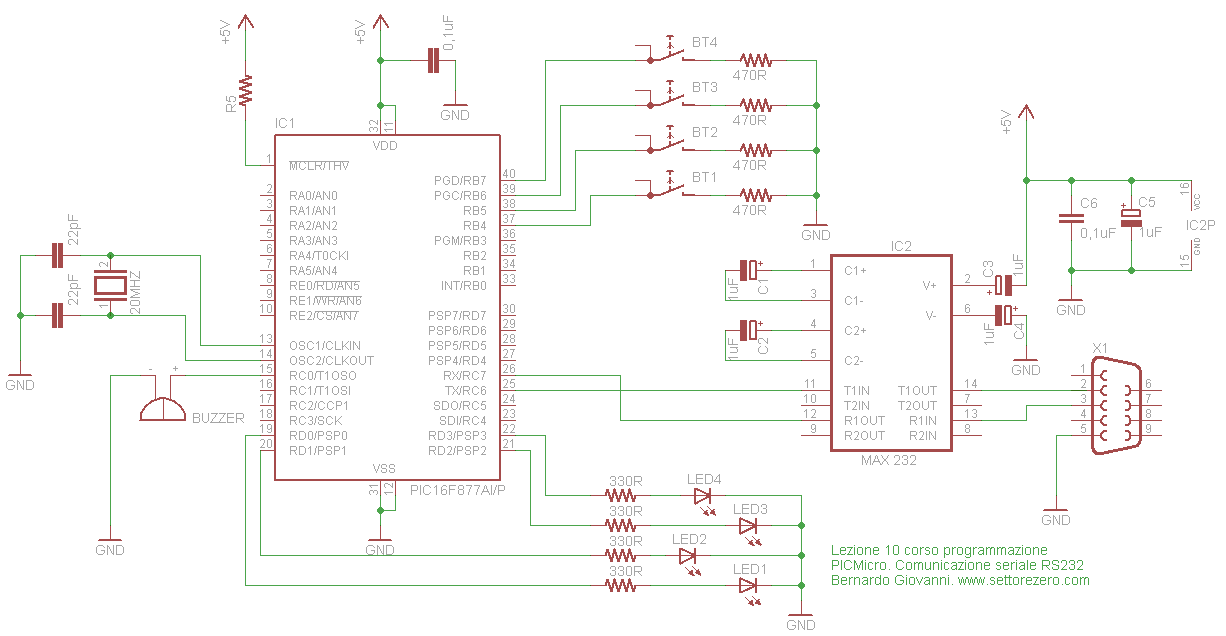 +5V
+5V
0,1uF
R5
GND
BT4
470R
BT3
470R
BT2
470R
BT1
470R
GND
IC1
32
11
VDD
1 MCLR/THV
2 RA0/AN0
3 RA1/AN1
4 RA2/AN2
5 RA3/AN3
6 RA4/T0CKI
7 RA5/AN4
8 RE0/RD/AN5
9 RE1/WR/AN6
10 RE2/CS/AN7
13 OSC1/CLKIN
14 OSC2/CLKOUT
15 RC0/T1OSO
16 RC1/T1OSI
17 RC2/CCP1
18 RC3/SCK
19 RD0/PSP0
20 RD1/PSP1
PGD/RB7 40
PGC/RB6 39
RB5 38
RB4 37
PGM/RB3 36
RB2 35
RB1 34
INT/RB0 33
PSP7/RD7 30
PSP6/RD6 29
PSP5/RD5 28
PSP4/RD4 27
RX/RC7 26
TX/RC6 25
SDO/RC5 24
SDI/RC4 23
RD3/PSP3 22
RD2/PSP2 21
VSS
31
12
PIC16F877AI/P
GND
22pF
22pF
2
1
20MHZ
GND
- +
BUZZER
GND
330R
LED4
330R
LED3
330R
LED2
330R
LED1
GND
IC2
1 C1+
3 C1-
4 C2+
5 C2-
11 T1IN
10 T2IN
12 R1OUT
9 R2OUT
V+ 2
V- 6
T1OUT 14
T2OUT 7
R1IN 13
R2IN 8
MAX 232
+
1uF
C1
+
1uF
C2
C3
1uF
+
+
1uF
C4
GND
+5V
C6
0,1uF
+
C5
1uF
16
VCC
IC2P
GND
15
GND
X1
1
2
3
4
5
6
7
8
9
GND
Lezione 10 corso programmazione
PICMicro. Comunicazione seriale RS232
Bernardo Giovanni. www.settorezero.com